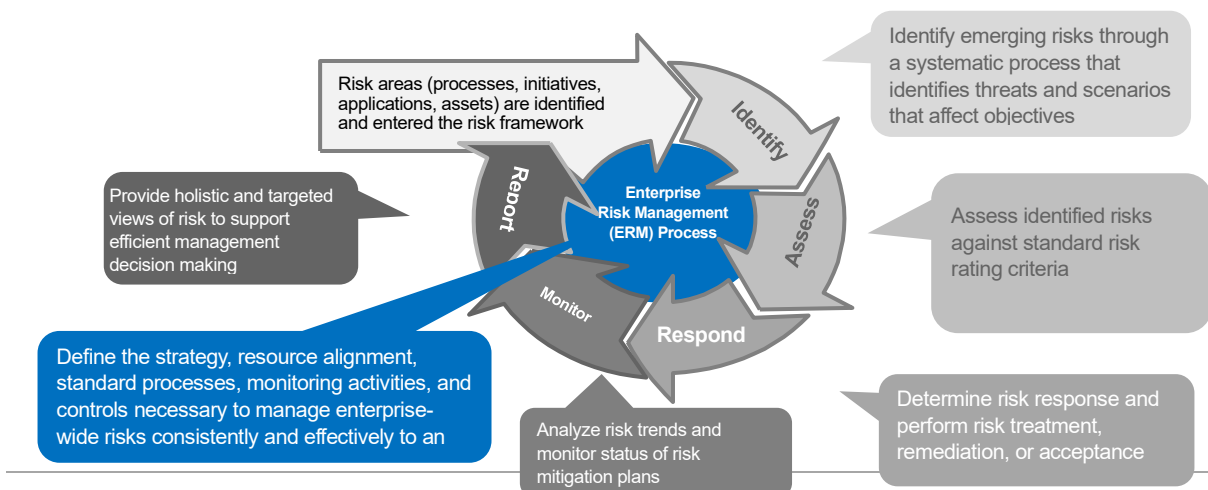 Risk areas (processes, initiatives,
applications, assets) are identified
and entered the risk framework
Identify emerging risks through
a systematic process that
identifies threats and scenarios
that affect objectives
Identify
Assess
Respond
Monitor
Report
Enterprise
Risk Management
(ERM) Process
Provide holistic and targeted
views of risk to support
efficient management
decision making
Assess identified risks
against standard risk
rating criteria
Define the strategy, resource alignment,
standard processes, monitoring activities, and
controls necessary to manage enterprise-
wide risks consistently and effectively to an
Analyze risk trends and
monitor status of risk
mitigation plans
Determine risk response and
perform risk treatment,
remediation, or acceptance